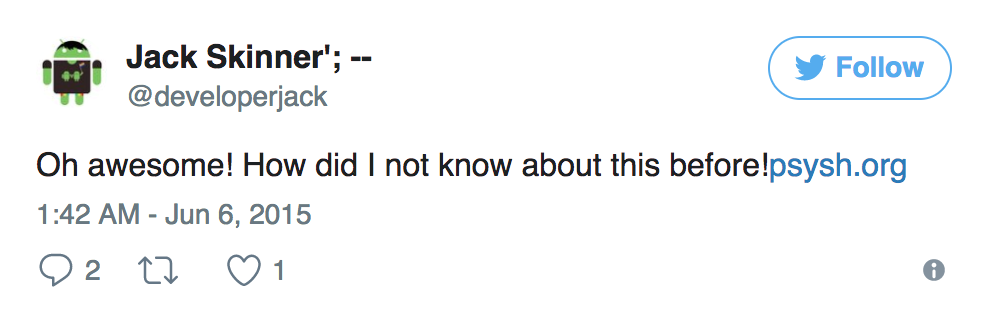 Jack Skinner'; --
@developerjack
Follow
Oh awesome! How did I not know about this before!psysh.org
1:42 AM - Jun 6, 2015
2 1